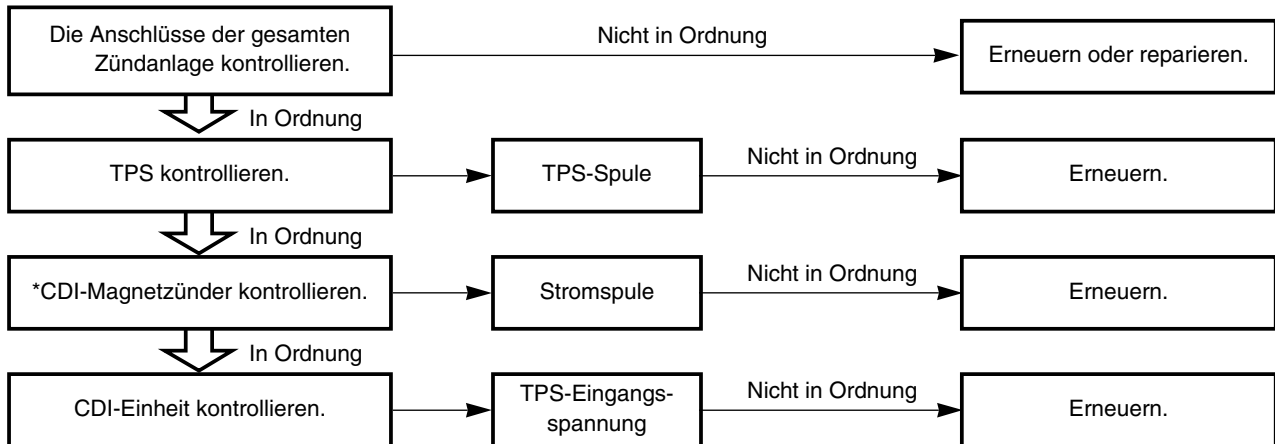 Die Anschlüsse der gesamten
Zündanlage kontrollieren.
Nicht in Ordnung
Erneuern oder reparieren.
In Ordnung
TPS kontrollieren.
TPS-Spule
Nicht in Ordnung
Erneuern.
In Ordnung
*CDI-Magnetzünder kontrollieren.
Stromspule
Nicht in Ordnung
Erneuern.
In Ordnung
CDI-Einheit kontrollieren.
TPS-Eingangs-
spannung
Nicht in Ordnung
Erneuern.